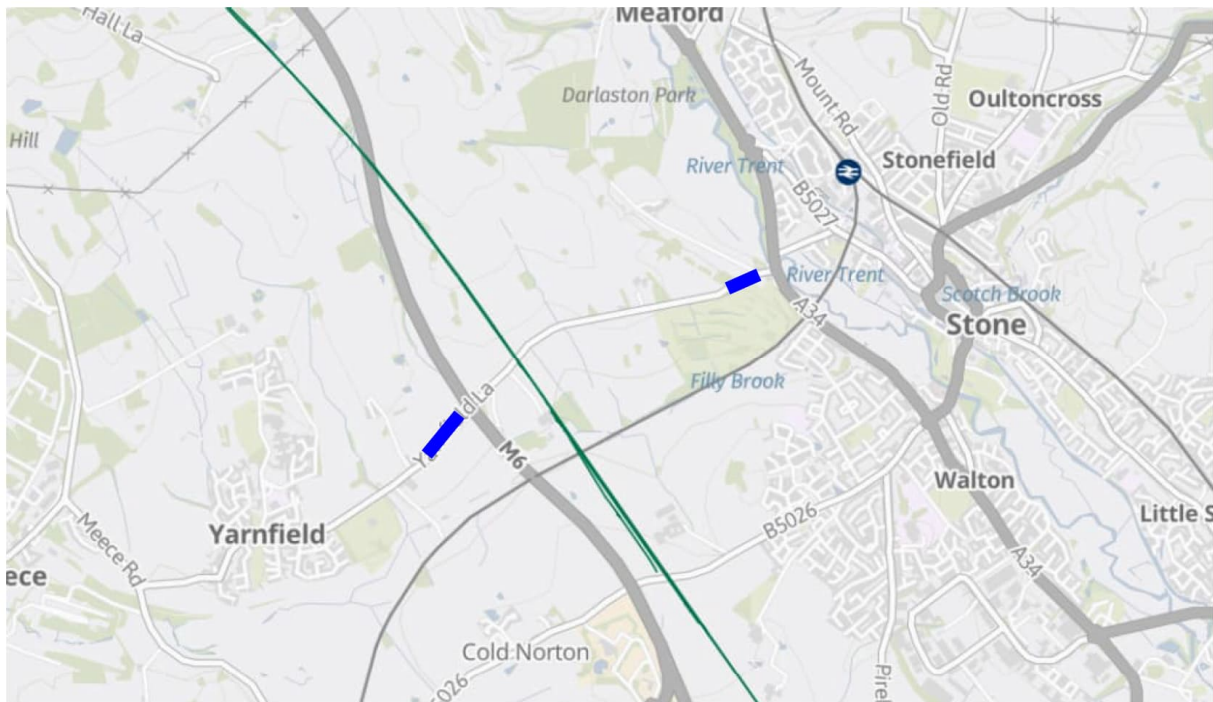 Meaford
Hall La
Mount Rd
Old Rd
Darlaston Park
Oultoncross
Hill
River Trent
Stonefield
B5027
River Trent
A34
Scotch Brook
Stone
Filly Brook
d La
M6
Walton
Yarnfield
B5026
Little S
Meece Rd
A34
ece
Cold Norton
5026
Pirel